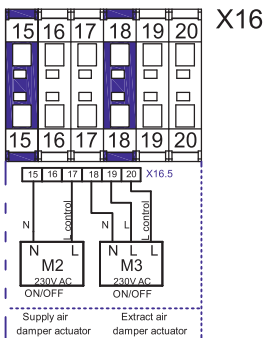 X16
15 16 17 18 19 20
15 16 17 18 19 20
15 16 17 18 19 20 X16.5
N L control N L L control
N L N L L
M2 M3
230V AC 230V AC
ON/OFF ON/OFF
Supply air Extract air
damper actuator damper actuator